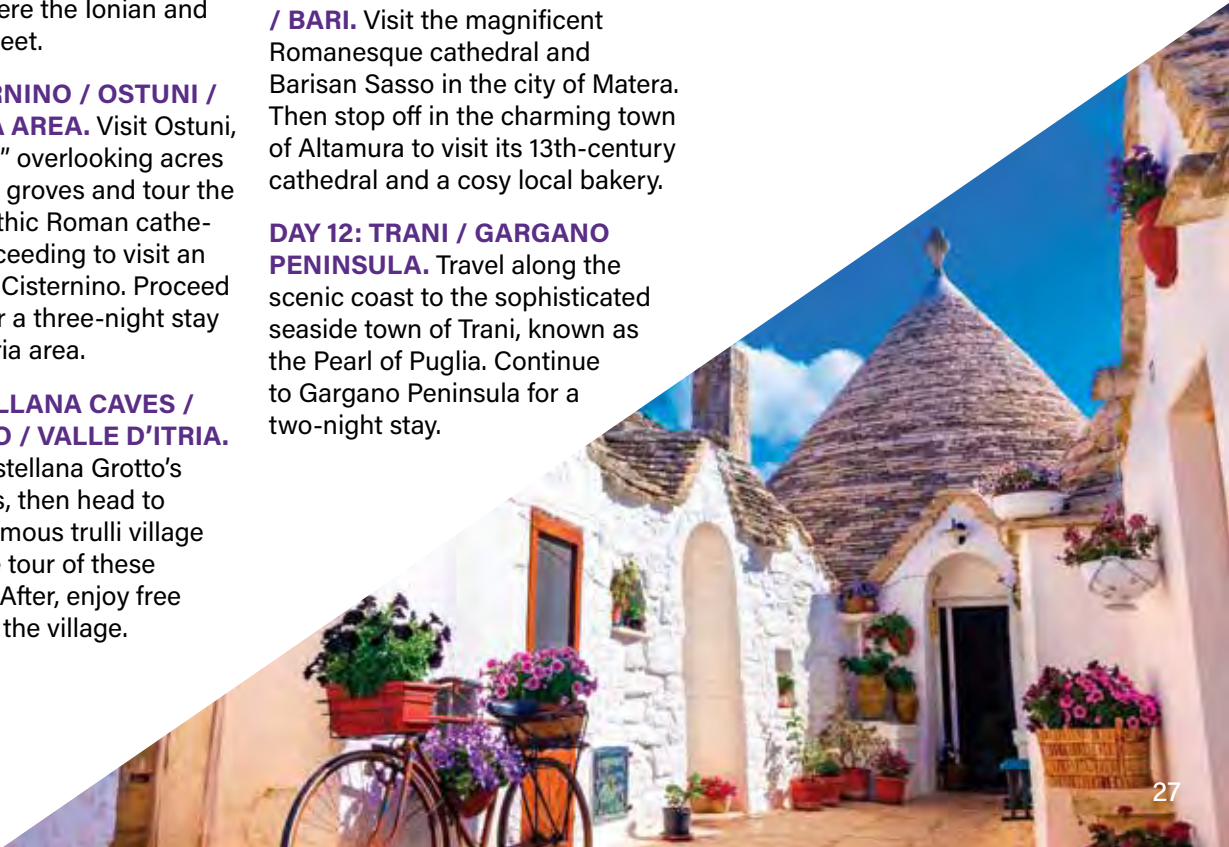 ere the Ionian and
eet.
RNINO / OSTUNI /
A AREA. Visit Ostuni,
” overlooking acres
groves and tour the
thic Roman cathe-
ceeding to visit an
Cisternino. Proceed
r a three-night stay
ria area.
LLANA CAVES /
O / VALLE D’ITRIA.
stellana Grotto’s
s, then head to
mous trulli village
e tour of these
After, enjoy free
the village.
/ BARI. Visit the magnificent
Romanesque cathedral and
Barisan Sasso in the city of Matera.
Then stop off in the charming town
of Altamura to visit its 13th-century
cathedral and a cosy local bakery.
DAY 12: TRANI / GARGANO
PENINSULA. Travel along the
scenic coast to the sophisticated
seaside town of Trani, known as
the Pearl of Puglia. Continue
to Gargano Peninsula for a
two-night stay.
27